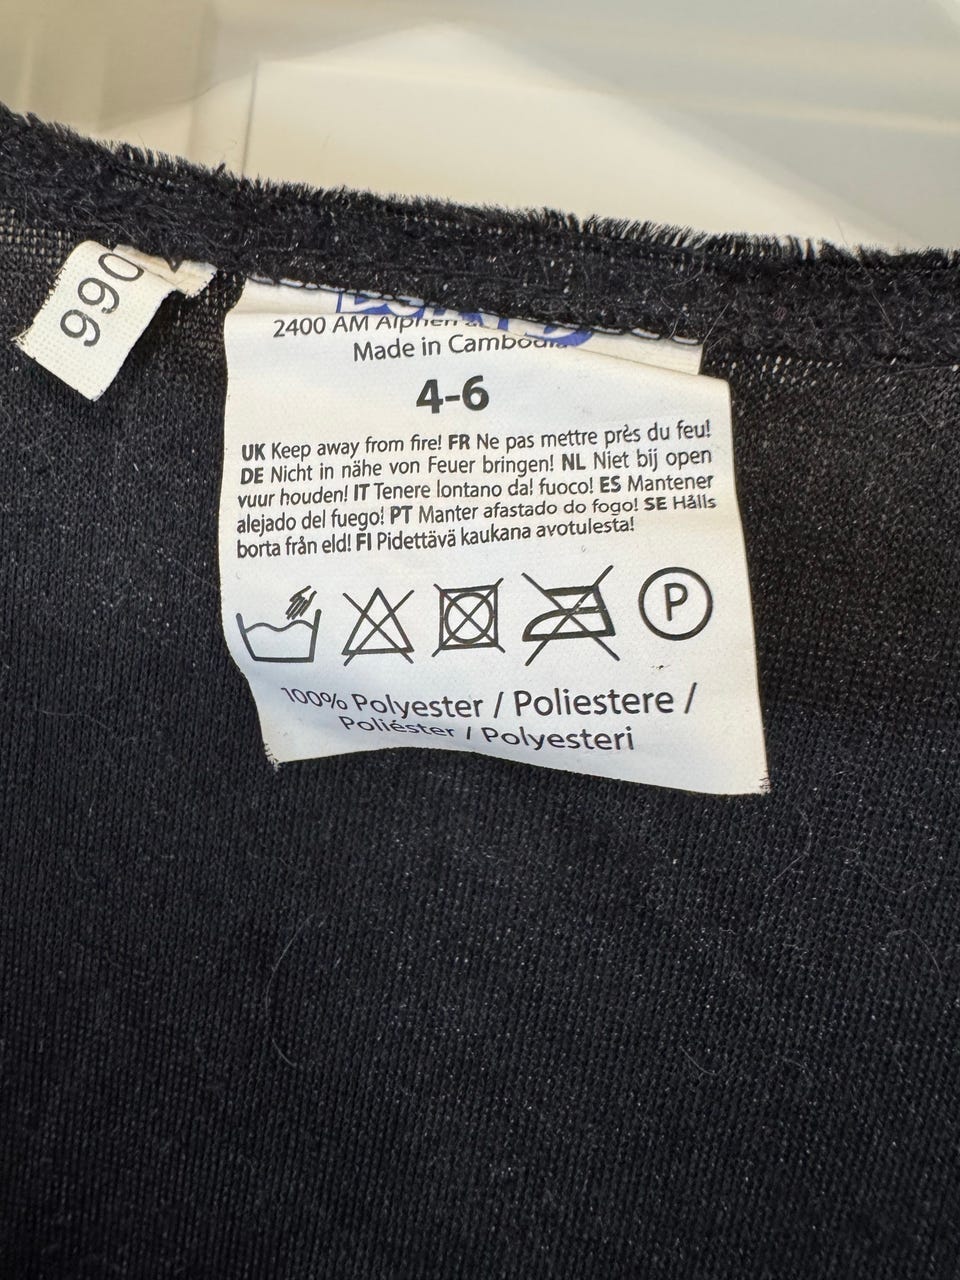 990
2400 AM Alphen
Made in Cambodia
4-6
UK Keep away from fire! FR Ne pas mettre près du feu!
DE Nicht in nähe von Feuer bringen! NL Niet bij open
vuur houden! IT Tenere lontano dal fuoco! ES Mantener
alejado del fuego! PT Manter afastado do fogo! SE Hålls
borta från eld! FI Pidettävä kaukana avotulesta!
P
100% Polyester / Poliestere /
Poliéster / Polyesteri